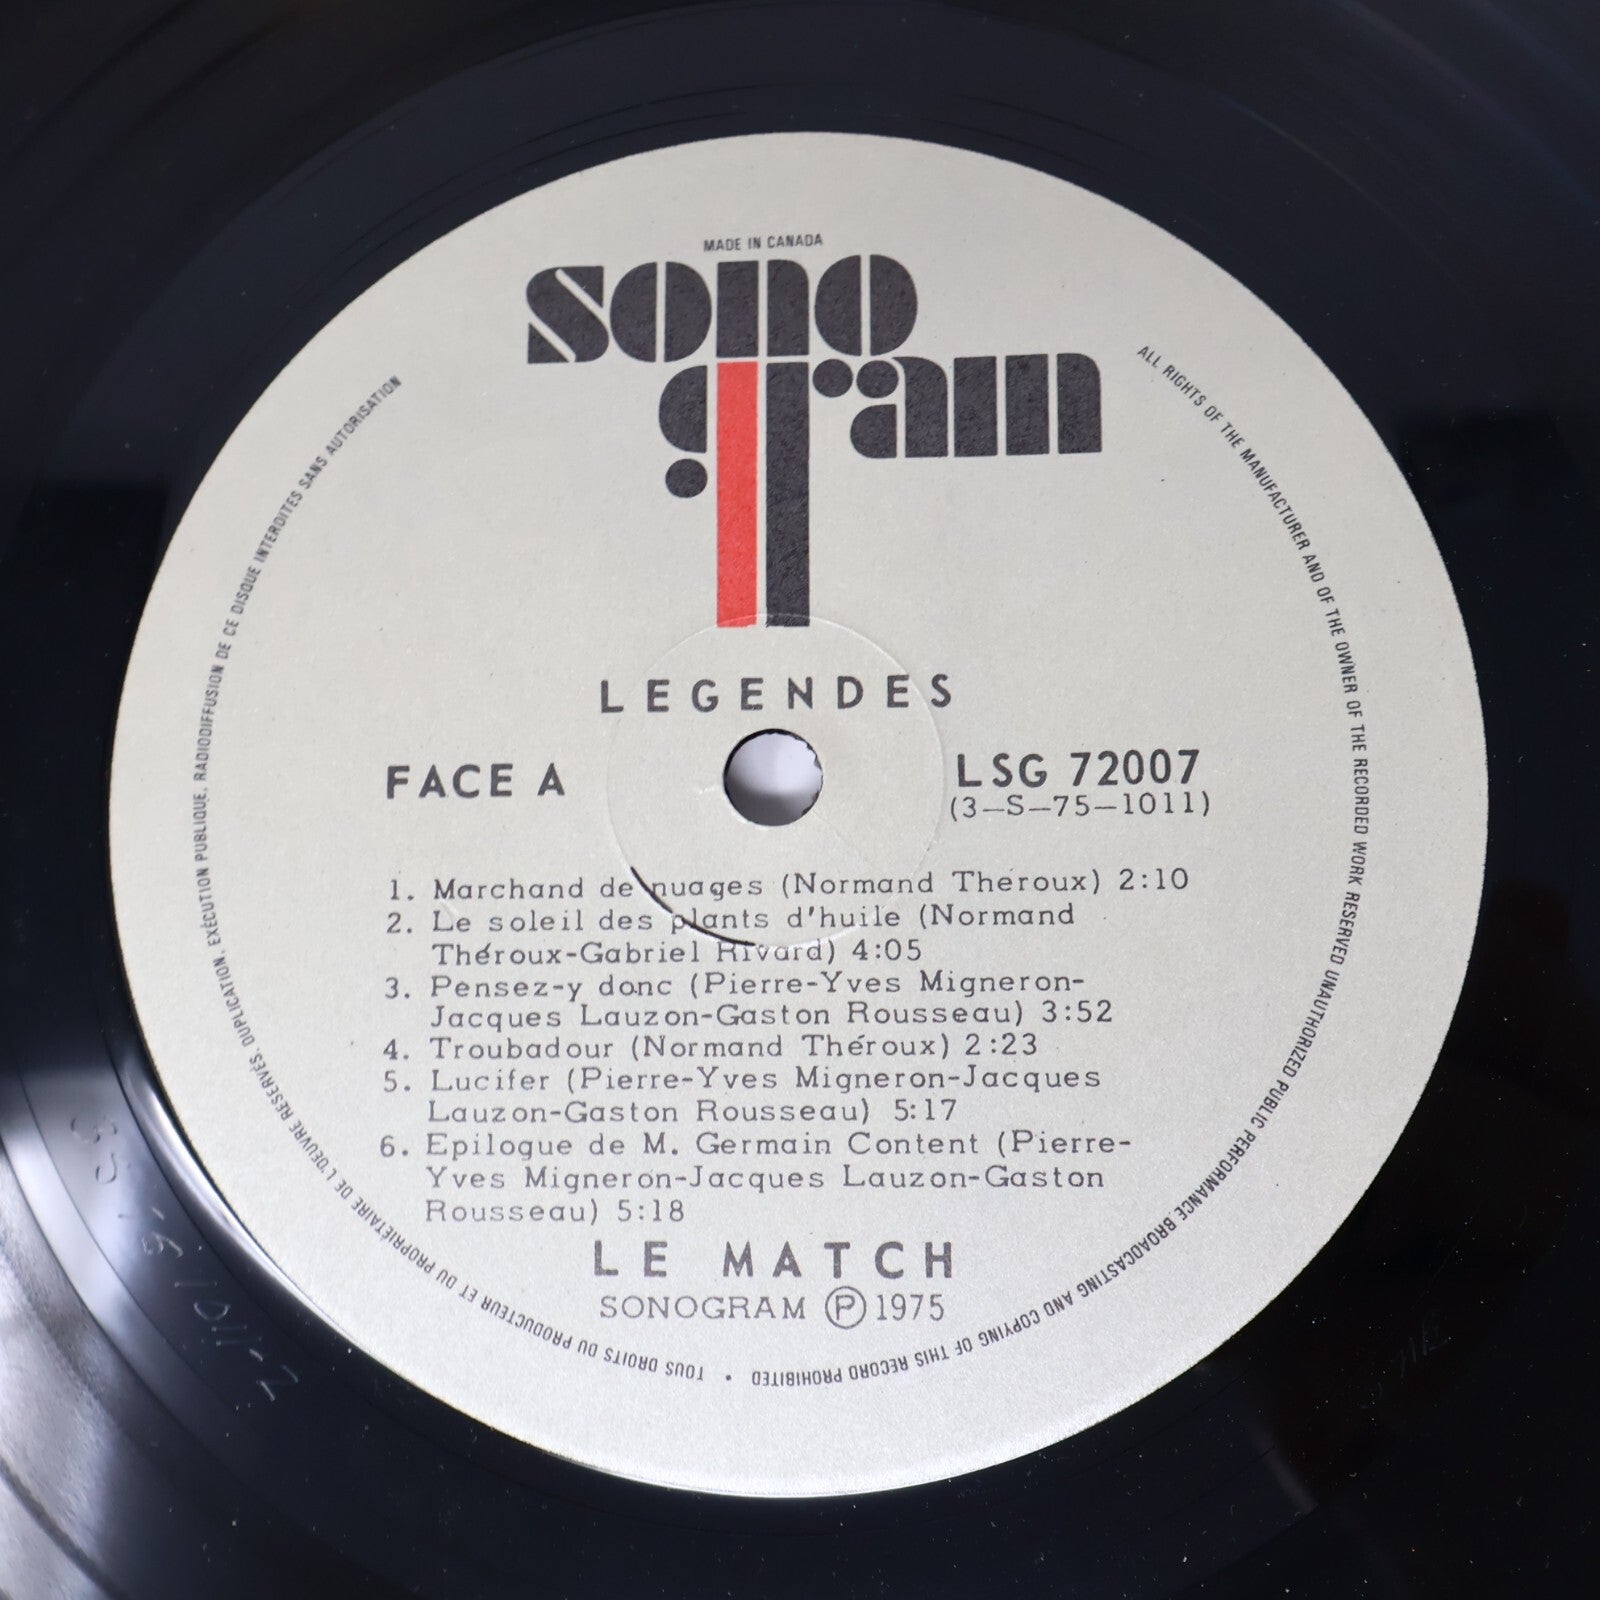 MADE IN CANADA
sono
gram
LEGENDES
FACE A
LSG 72007
(3-S-75-1011)
1. Marchand de nuages (Normand Théroux) 2:10
2. Le soleil des plants d'huile (Normand
Théroux-Gabriel Rivard) 4:05
3. Pensez-y donc (Pierre-Yves Migneron-
Jacques Lauzon-Gaston Rousseau) 3:52
4. Troubadour (Normand Théroux) 2:23
5. Lucifer (Pierre-Yves Migneron-Jacques
Lauzon-Gaston Rousseau) 5:17
6. Epilogue de M. Germain Content (Pierre-
Yves Migneron-Jacques Lauzon-Gaston
Rousseau) 5:18
LE MATCH
SONOGRAM Ⓟ 1975
TOUS DROITS DU PRODUCTEUR ET DU PROPRIÉTAIRE DE L'OEUVRE RÉSERVÉS. DUPLICATION, EXÉCUTION PUBLIQUE, RADIODIFFUSION DE CE DISQUE INTERDITES SANS AUTORISATION
ALL RIGHTS OF THE MANUFACTURER AND OF THE OWNER OF THE RECORDED WORK RESERVED UNAUTHORIZED PUBLIC PERFORMANCE BROADCASTING AND COPYING OF THIS RECORD PROHIBITED •